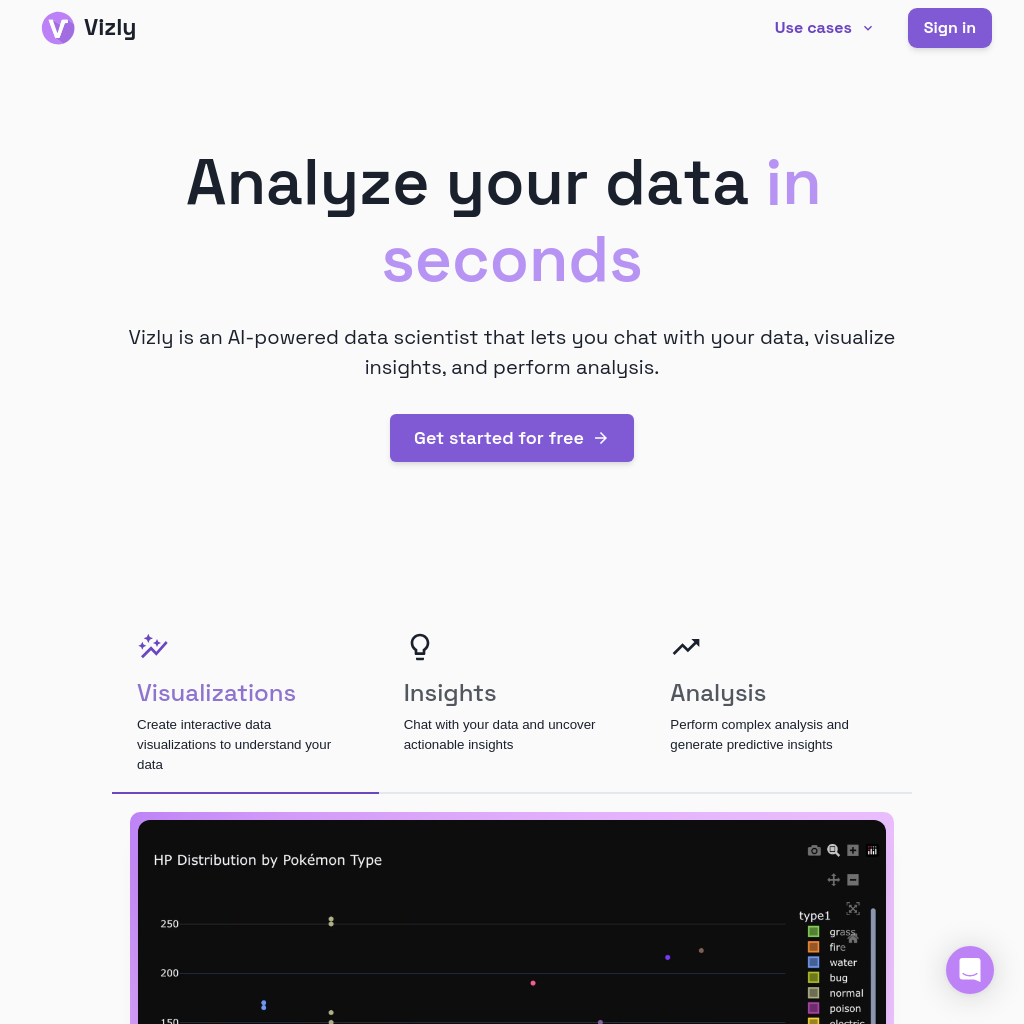 Vizly
Use cases
Sign in
Analyze your data in
seconds
Vizly is an AI-powered data scientist that lets you chat with your data, visualize
insights, and perform analysis.
Get started for free
Visualizations
Create interactive data
visualizations to understand your
data
Insights
Chat with your data and uncover
actionable insights
Analysis
Perform complex analysis and
generate predictive insights
HP Distribution by Pokémon Type
250
200
150
type1
grass
fire
water
bug
normal
poison
electric